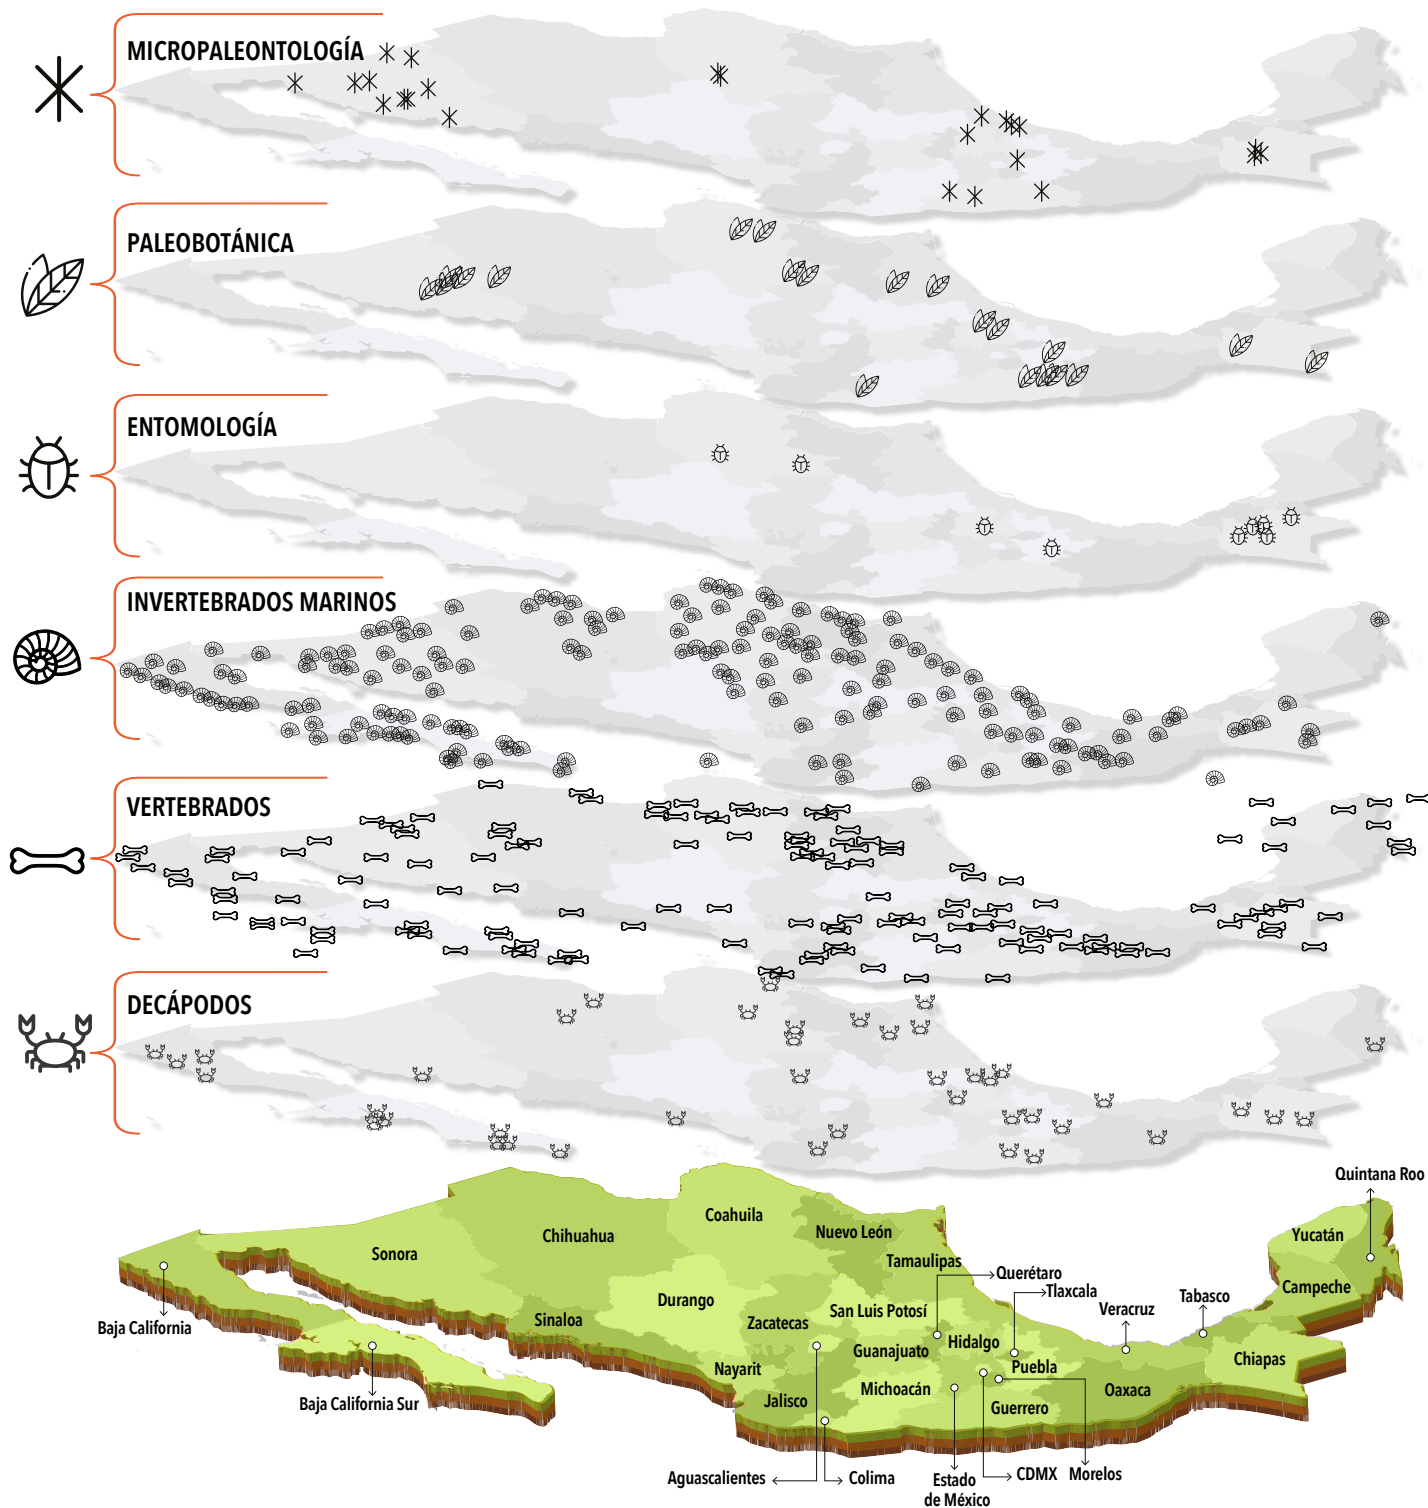 MICROPALEONTOLOGÍA
PALEOBOTÁNICA
ENTOMOLOGÍA
INVERTEBRADOS MARINOS
VERTEBRADOS
DECÁPODOS
Quintana Roo
Coahuila
Nuevo León
Yucatán
Chihuahua
Sonora
Tamaulipas
Querétaro
Campeche
Tlaxcala
Tabasco
Durango
San Luis Potosí
Veracruz
Sinaloa
Zacatecas
Baja California
Hidalgo
Guanajuato
Chiapas
Nayarit
Puebla
Michoacán
Oaxaca
Jalisco
Baja California Sur
Guerrero
Aguascalientes
Colima
Estado
de México
CDMX
Morelos